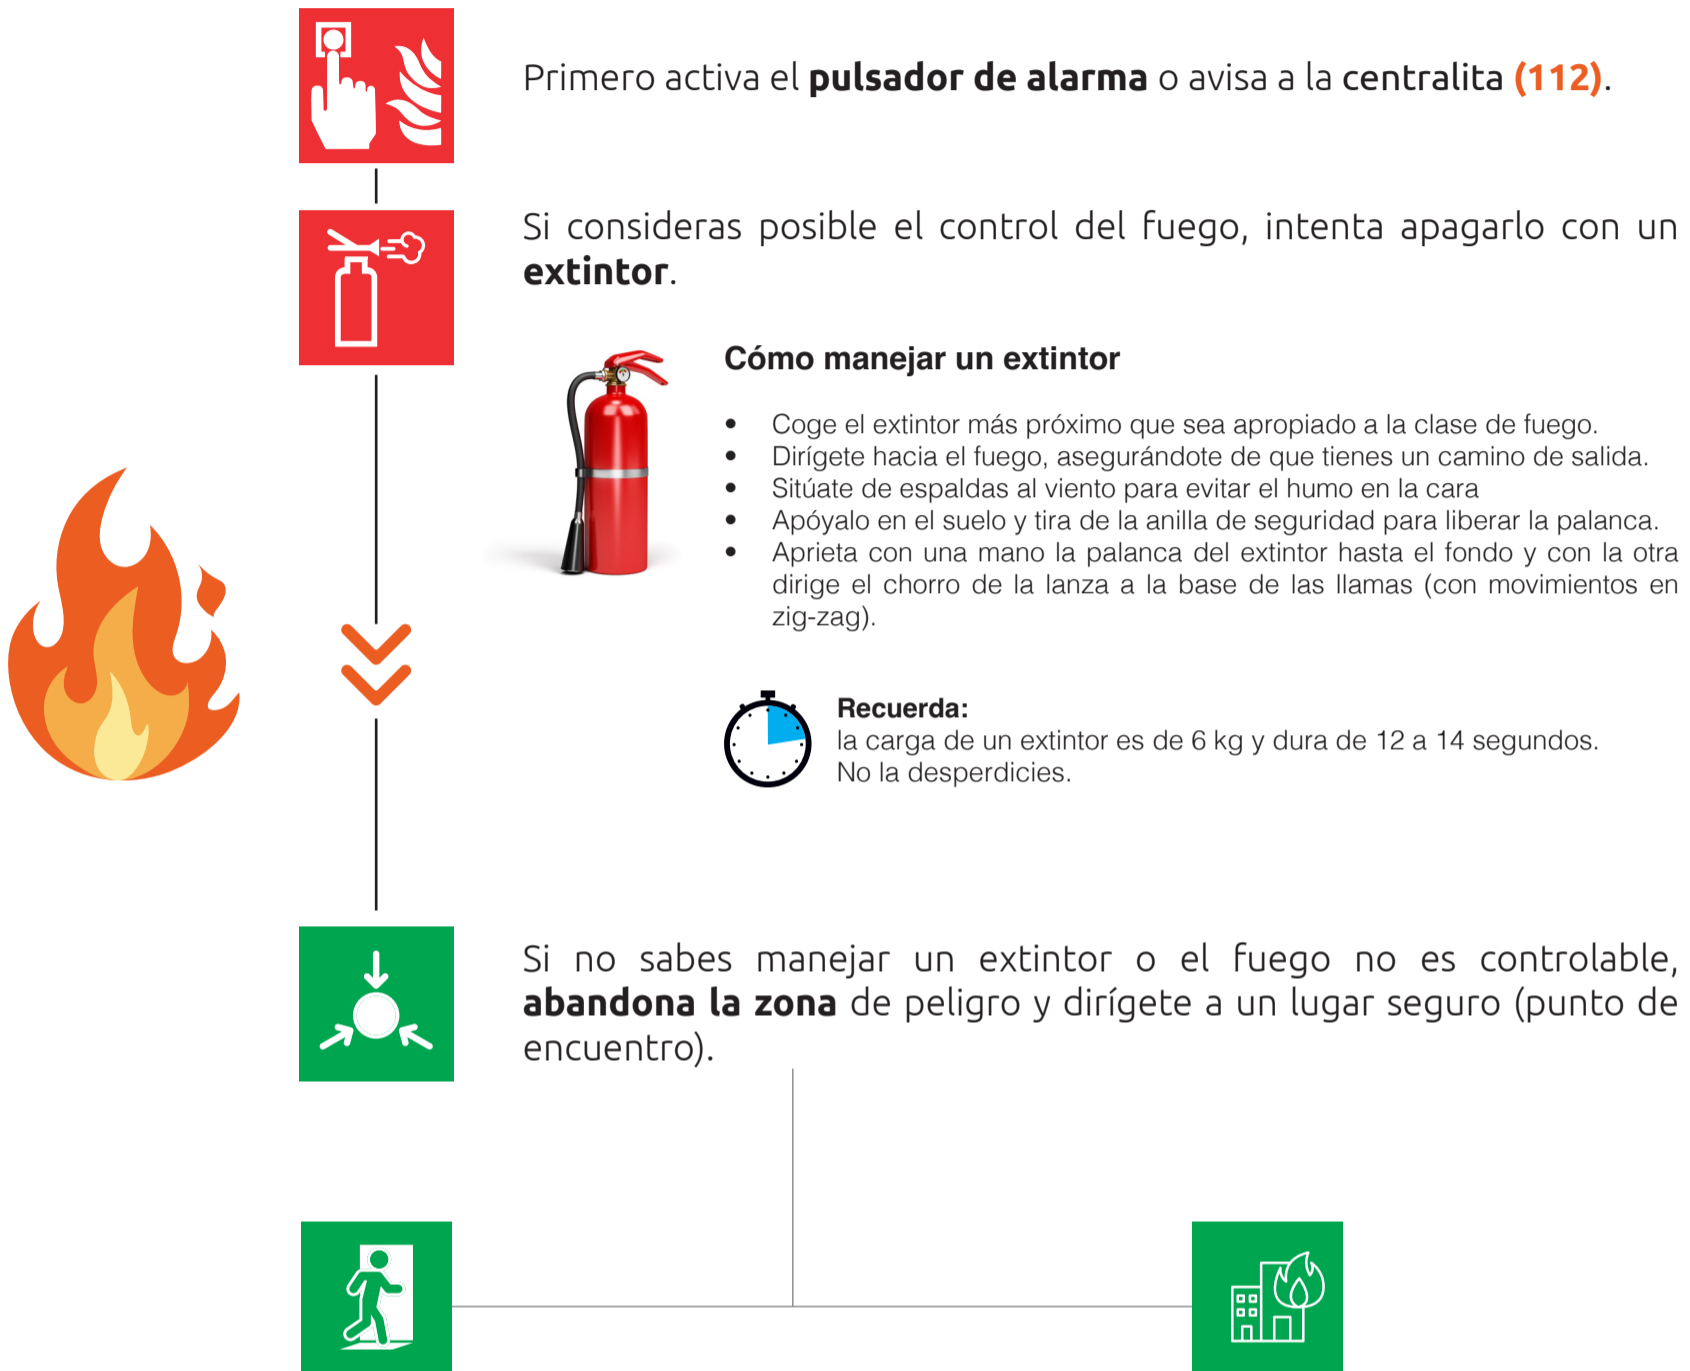 Primero activa el pulsador de alarma o avisa a la centralita (112).
Si consideras posible el control del fuego, intenta apagarlo con un
extintor.
Cómo manejar un extintor
• Coge el extintor más próximo que sea apropiado a la clase de fuego.
• Dirígete hacia el fuego, asegurándote de que tienes un camino de salida.
• Sitúate de espaldas al viento para evitar el humo en la cara
• Apóyalo en el suelo y tira de la anilla de seguridad para liberar la palanca.
• Aprieta con una mano la palanca del extintor hasta el fondo y con la otra
dirige el chorro de la lanza a la base de las llamas (con movimientos en
zig-zag).
Recuerda:
la carga de un extintor es de 6 kg y dura de 12 a 14 segundos.
No la desperdicies.
Si no sabes manejar un extintor o el fuego no es controlable,
abandona la zona de peligro y dirígete a un lugar seguro (punto de
encuentro).